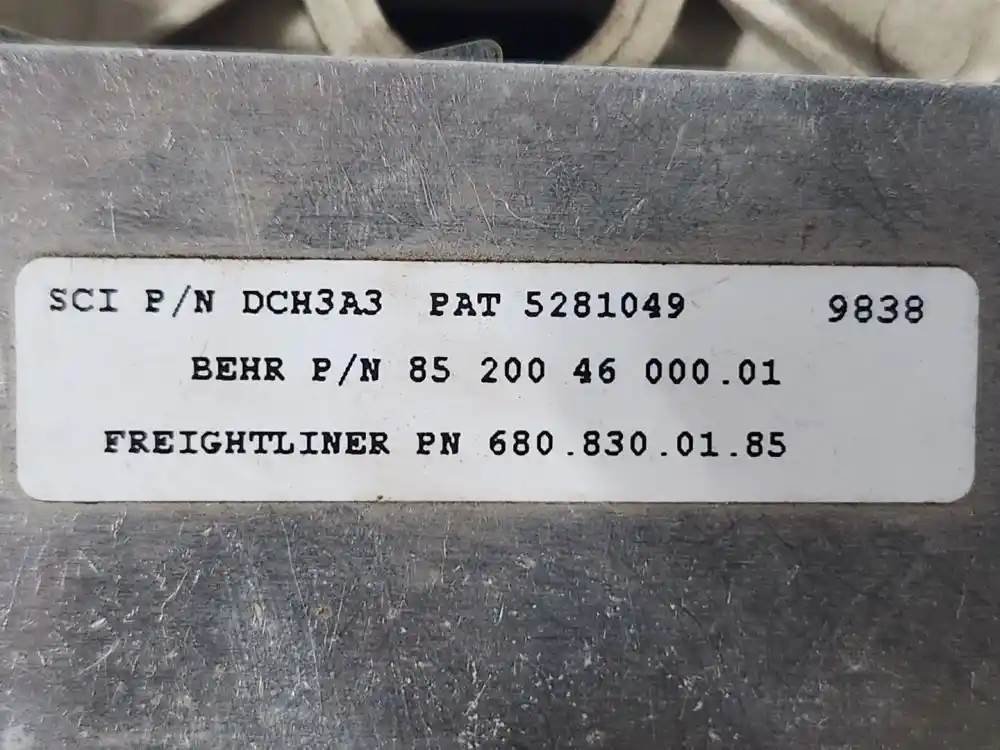 SCI P/N DCH3A3 PAT 5281049 9838
BEHR P/N 85 200 46 000.01
FREIGHTLINER PN 680.830.01.85